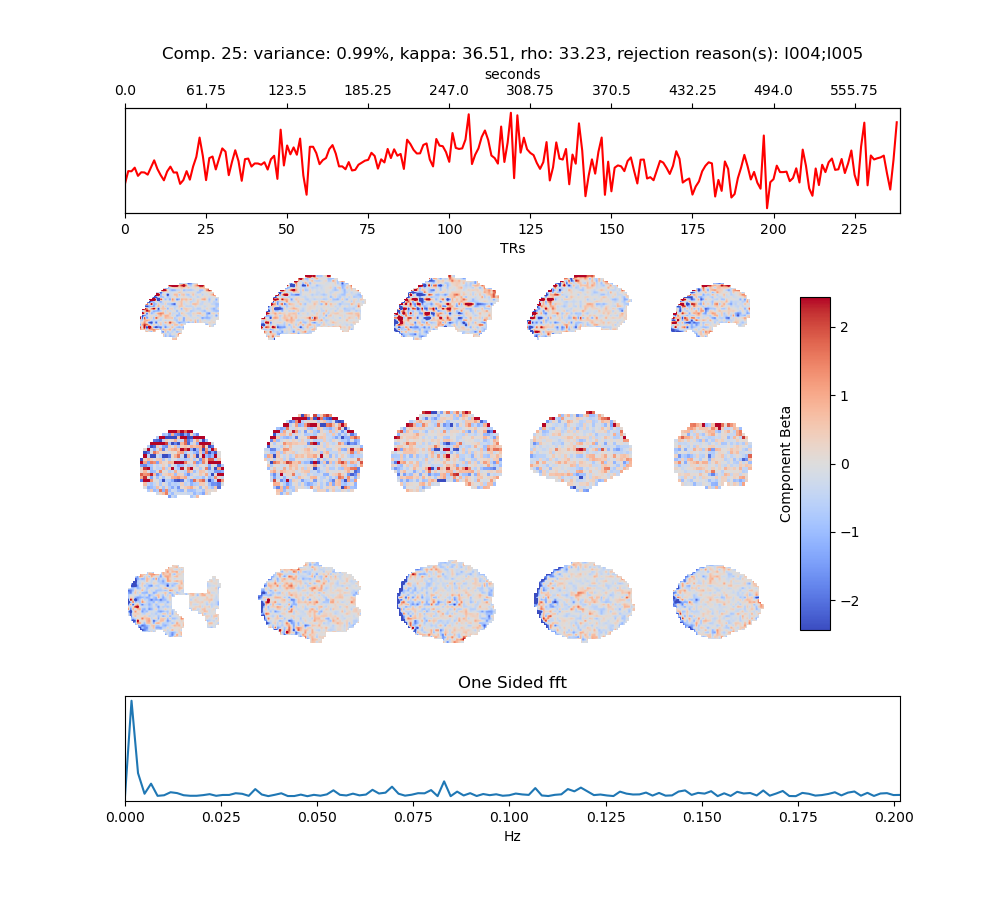 Comp. 25: variance: 0.99%, kappa: 36.51, rho: 33.23, rejection reason(s): I004;I005
seconds
0.0 61.75 123.5 185.25 247.0 308.75 370.5 432.25 494.0 555.75
0 25 50 75 100 125 150 175 200 225
TRs
2
1
0
−1
−2
Component Beta
One Sided fft
0.000 0.025 0.050 0.075 0.100 0.125 0.150 0.175 0.200
Hz